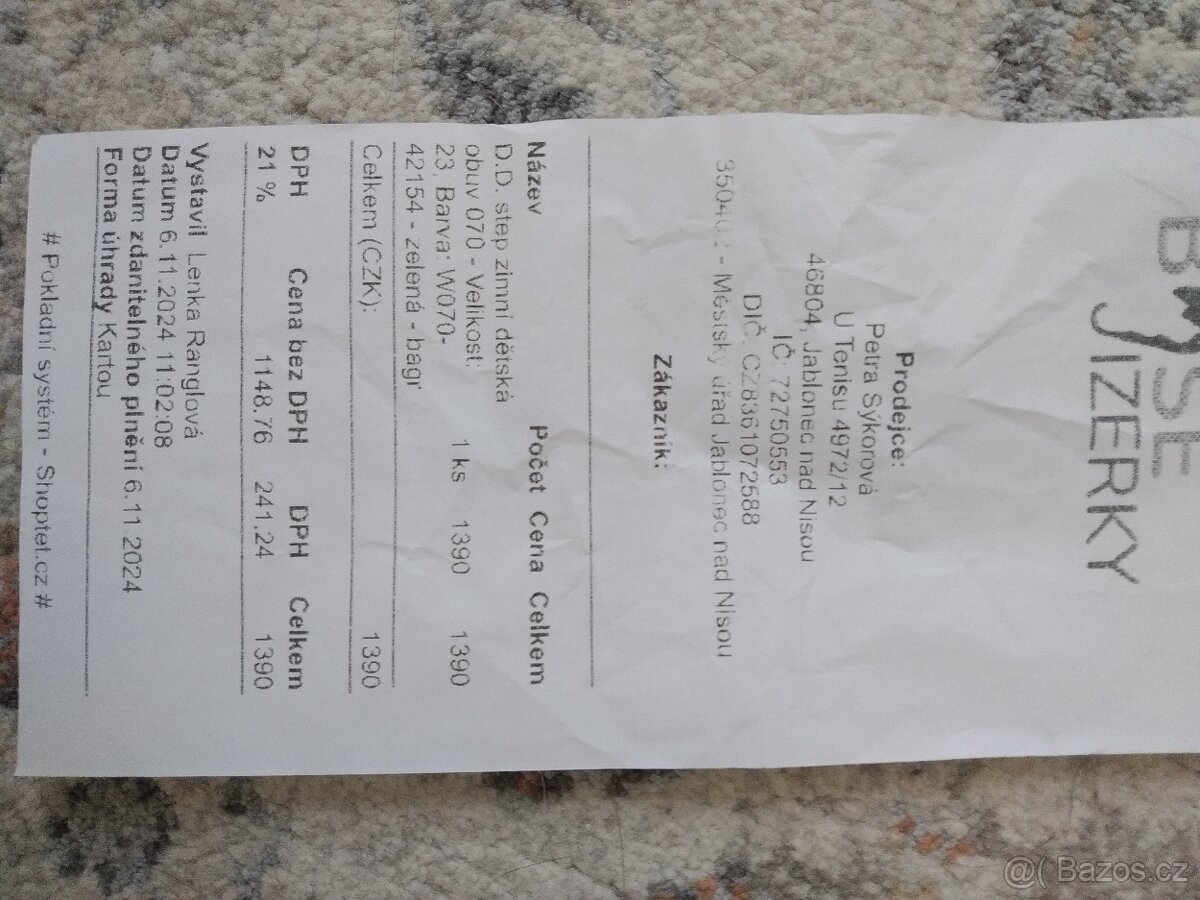 BOSE
JIZERKY
Prodejce:
Petra Sýkorová
U Tenisu 4972/12
46804, Jablonec nad Nisou
IČ: 72750553
DIČ: CZ8361072588
350402 - Městský úřad Jablonec nad Nisou
Zákazník:
Název Počet Cena Celkem
D.D. step zimní dětská
obuv 070 - Velikost: 1 ks 1390 1390
23, Barva: W070-
42154 - zelená - bagr
Celkem (CZK): 1390
DPH Cena bez DPH DPH Celkem
21 % 1148.76 241.24 1390
Vystavil Lenka Ranglová
Datum 6.11.2024 11:02:08
Datum zdanitelného plnění 6.11.2024
Forma úhrady Kartou
# Pokladní systém - Shoptet.cz #
@( Bazos.cz